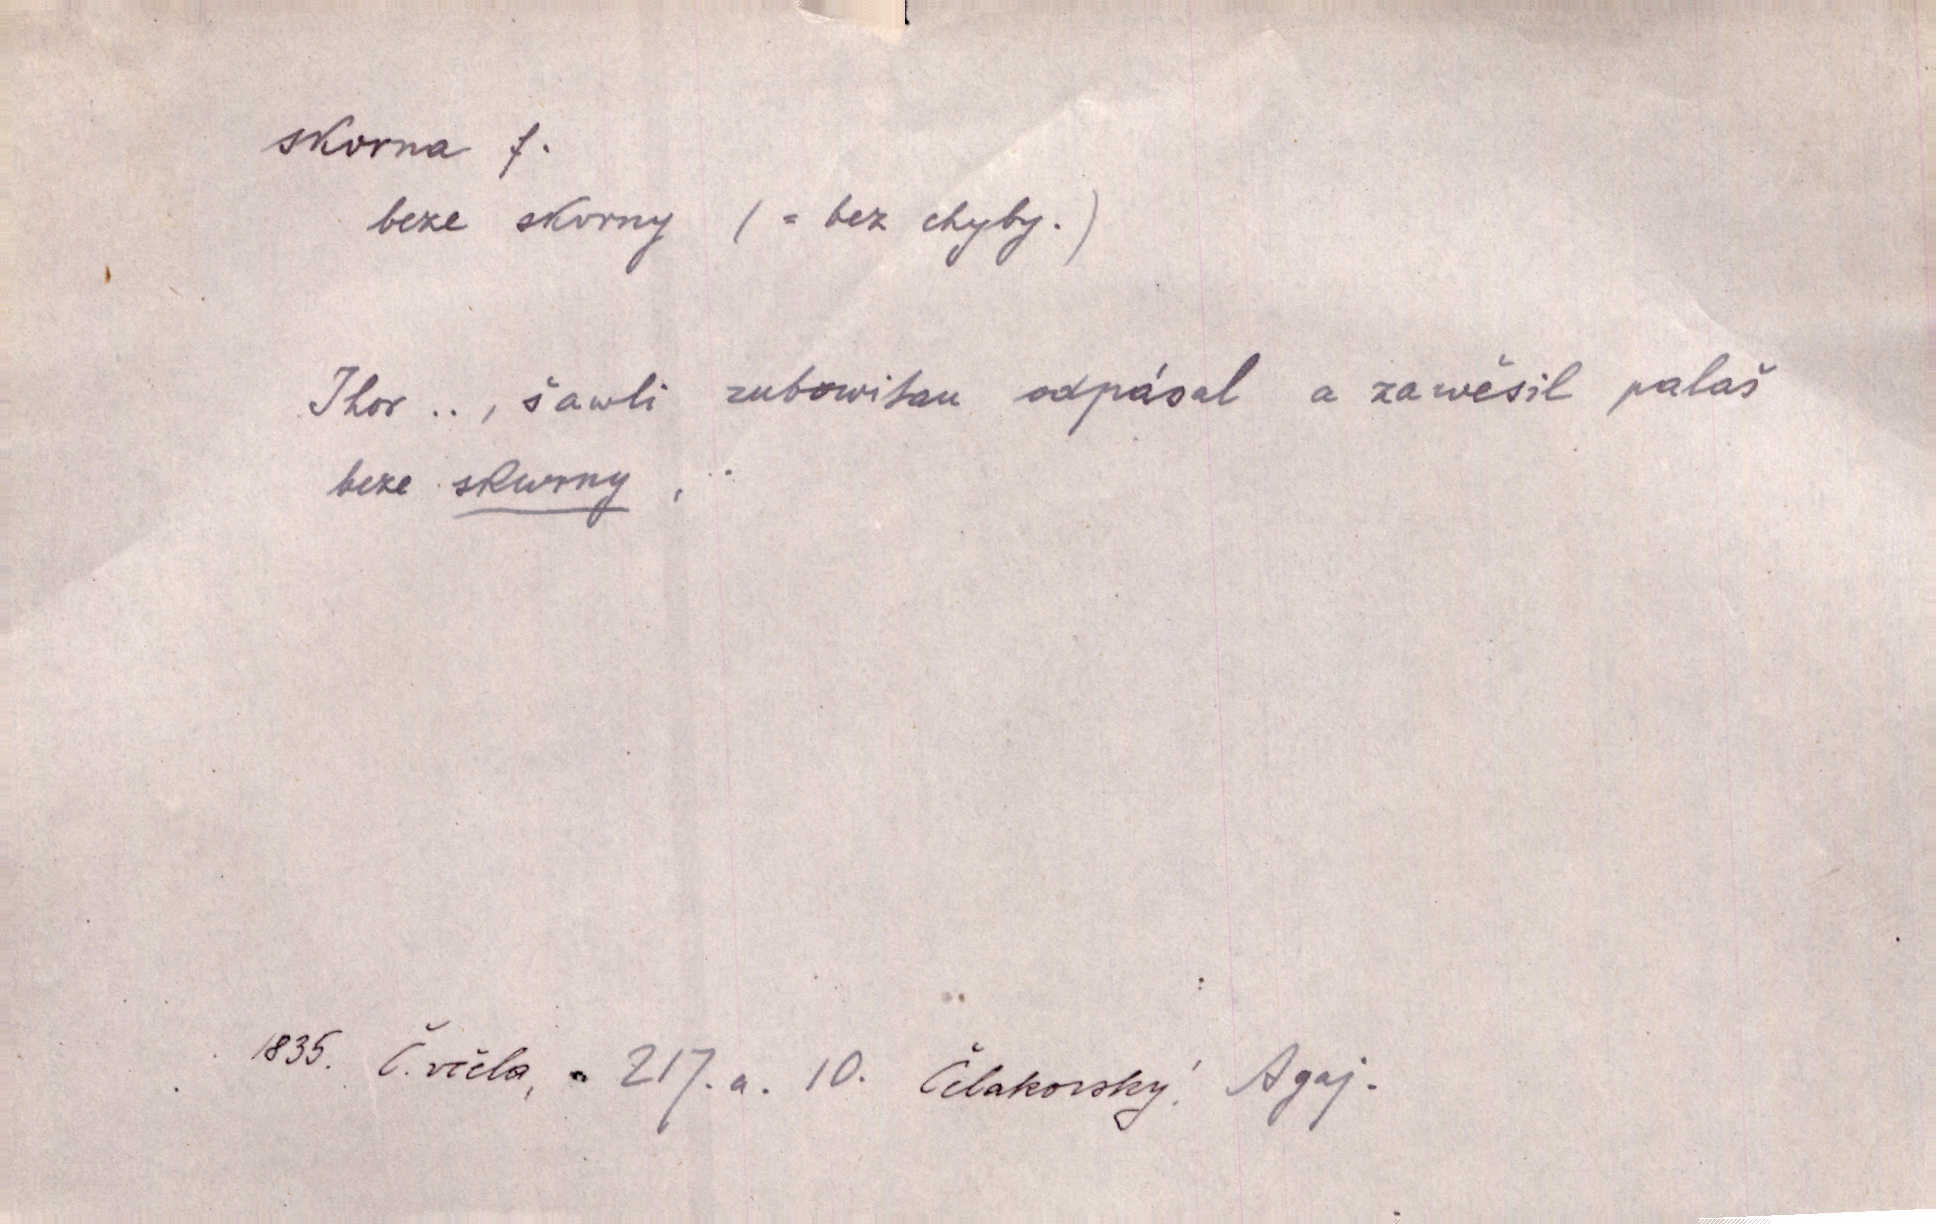 skvrna f.
beze skvrny (= bez chyby.)
Ihor .., šawli zubowitau odpásal a zawěsil palaš
beze skwrny, ..
1835. Č. včela, 217. a. 10. Čelakovský. Agaj.